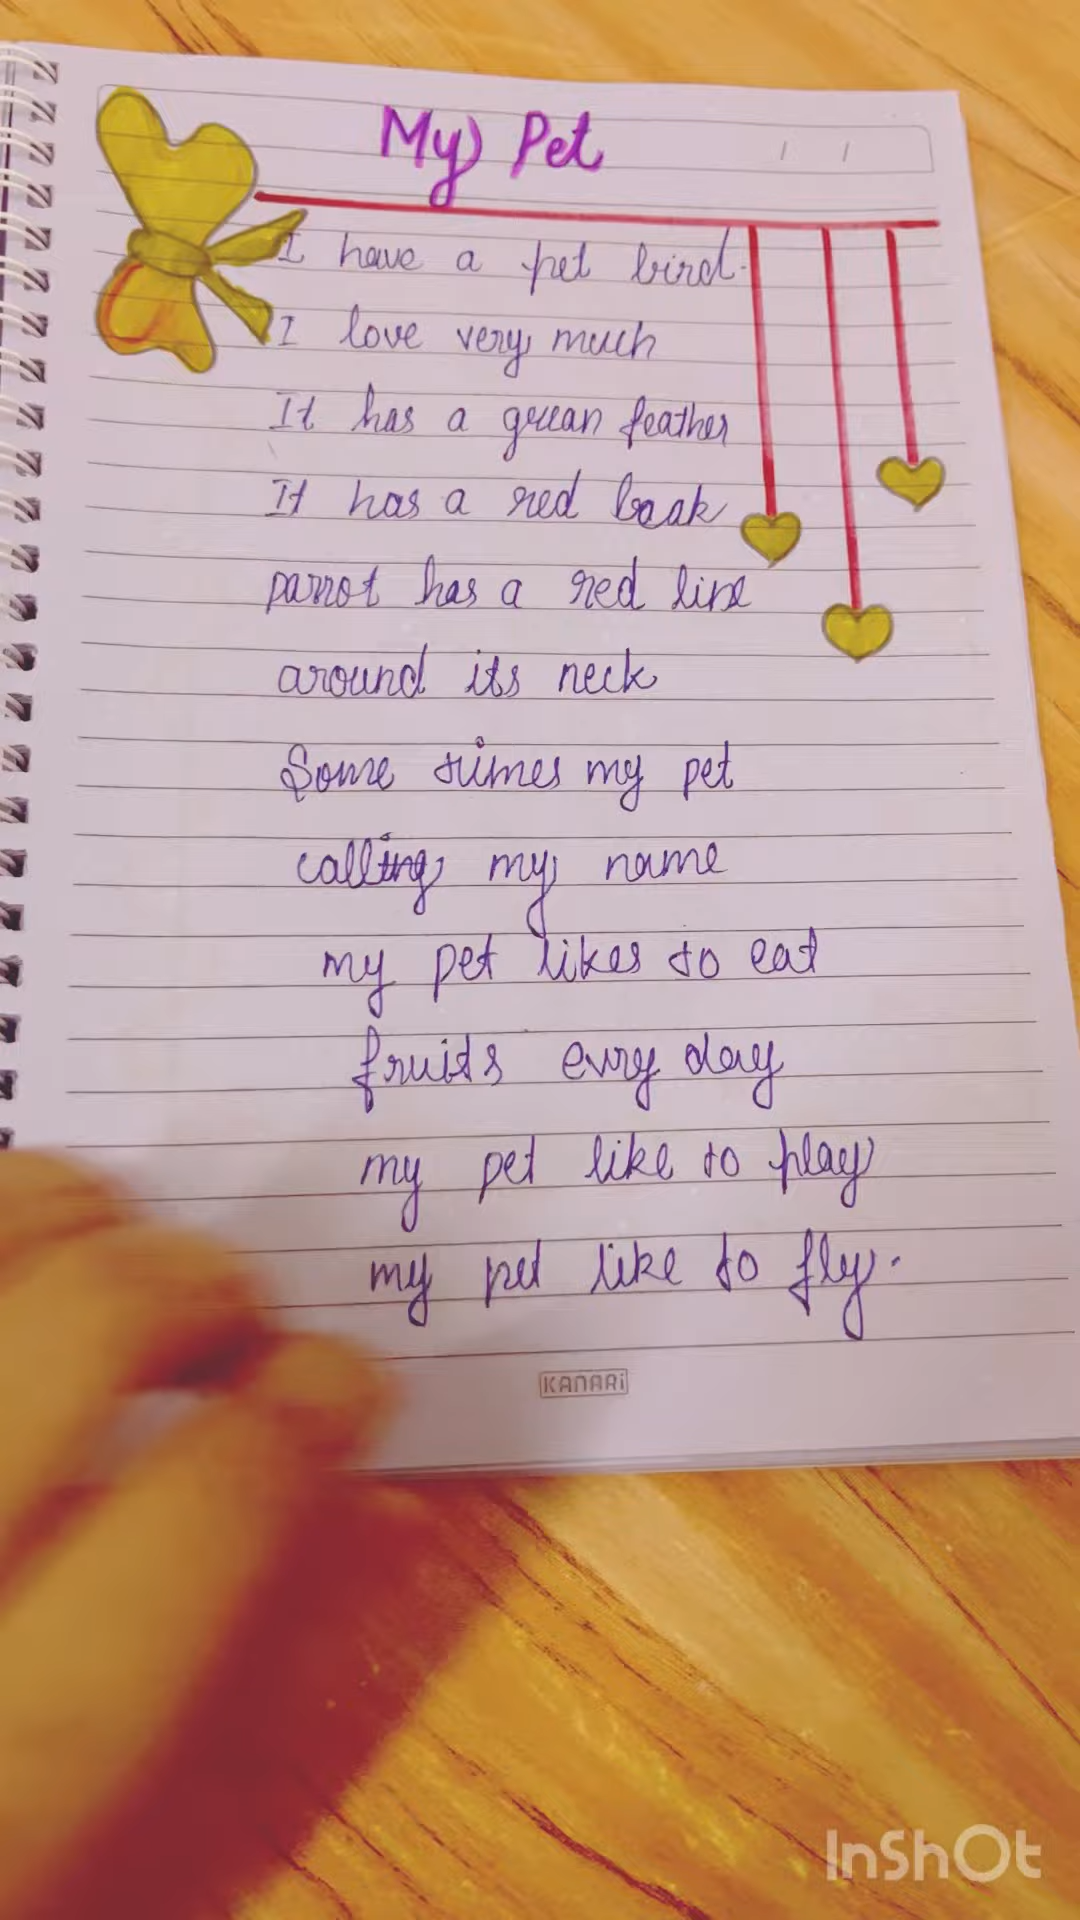 My Pet
I have a pet bird.
I love very much
It has a grean feather
It has a red baak
parrot has a red line
around its neck
Some times my pet
calling my name
my pet likes to eat
fruits evry day
my pet like to play
my pet like to fly.
KANARi
InShOt